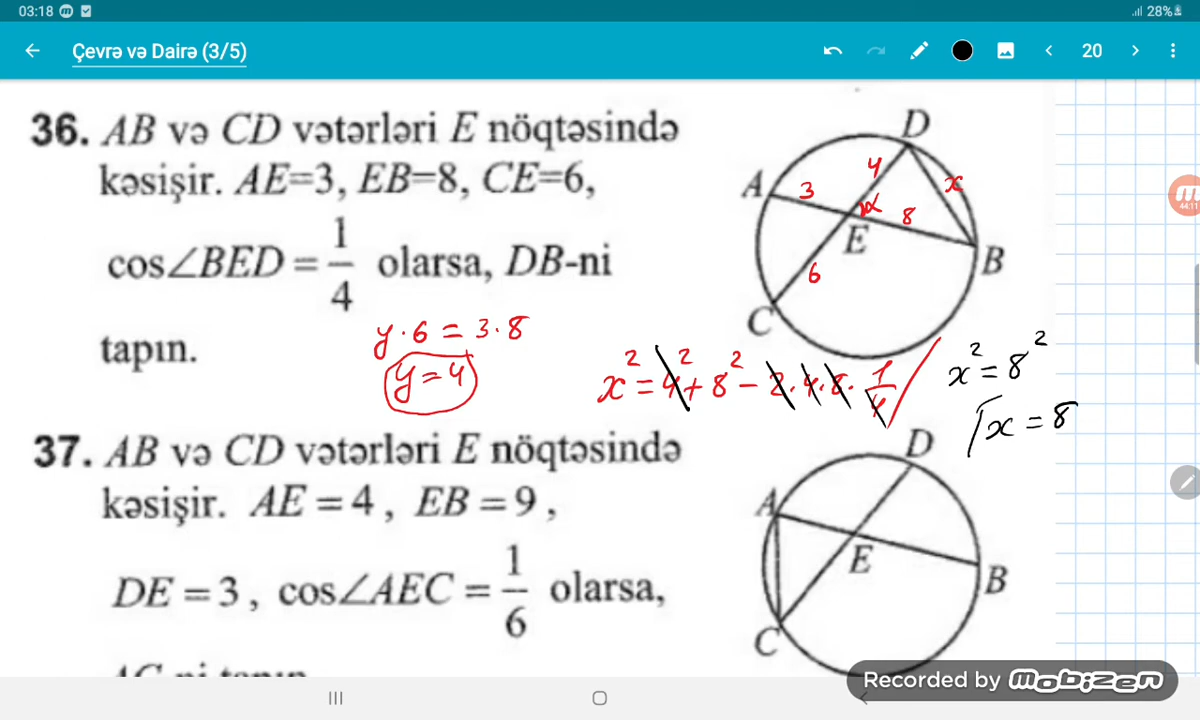 03:18 28%
Çevrə və Dairə (3/5) 20
36. AB və CD vətərləri E nöqtəsində
kəsişir. AE=3, EB=8, CE=6,
cos∠BED = 1/4 olarsa, DB-ni
tapın.
D
A
E
B
C
3
4
x
α
8
6
y · 6 = 3 · 8
y = 4
x² = 4² + 8² − 2 · 4 · 8 · 1/4
x² = 8²
x = 8
37. AB və CD vətərləri E nöqtəsində
kəsişir. AE = 4, EB = 9,
DE = 3, cos∠AEC = 1/6 olarsa,
D
A
E
B
C
44:11
Recorded by mobizen